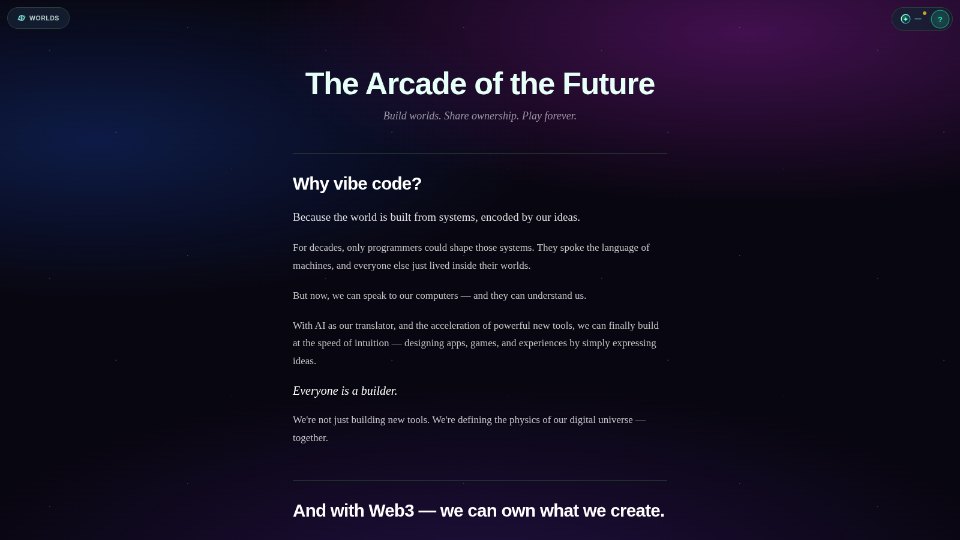 WORLDS
— ?
The Arcade of the Future
Build worlds. Share ownership. Play forever.
Why vibe code?
Because the world is built from systems, encoded by our ideas.
For decades, only programmers could shape those systems. They spoke the language of
machines, and everyone else just lived inside their worlds.
But now, we can speak to our computers — and they can understand us.
With AI as our translator, and the acceleration of powerful new tools, we can finally build
at the speed of intuition — designing apps, games, and experiences by simply expressing
ideas.
Everyone is a builder.
We're not just building new tools. We're defining the physics of our digital universe —
together.
And with Web3 — we can own what we create.